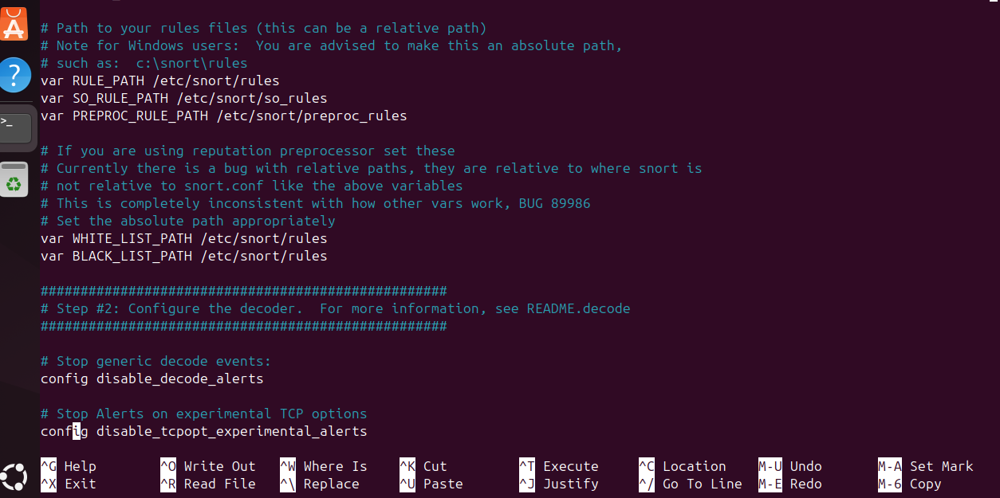 # Path to your rules files (this can be a relative path)
# Note for Windows users:  You are advised to make this an absolute path,
# such as:  c:\snort\rules
var RULE_PATH /etc/snort/rules
var SO_RULE_PATH /etc/snort/so_rules
var PREPROC_RULE_PATH /etc/snort/preproc_rules
# If you are using reputation preprocessor set these
# Currently there is a bug with relative paths, they are relative to where snort is
# not relative to snort.conf like the above variables
# This is completely inconsistent with how other vars work, BUG 89986
# Set the absolute path appropriately
var WHITE_LIST_PATH /etc/snort/rules
var BLACK_LIST_PATH /etc/snort/rules
###################################################
# Step #2: Configure the decoder.  For more information, see README.decode
###################################################
# Stop generic decode events:
config disable_decode_alerts
# Stop Alerts on experimental TCP options
config disable_tcpopt_experimental_alerts
^G Help ^O Write Out ^W Where Is ^K Cut ^T Execute ^C Location M-U Undo M-A Set Mark
^X Exit ^R Read File ^\ Replace ^U Paste ^J Justify ^/ Go To Line M-E Redo M-6 Copy